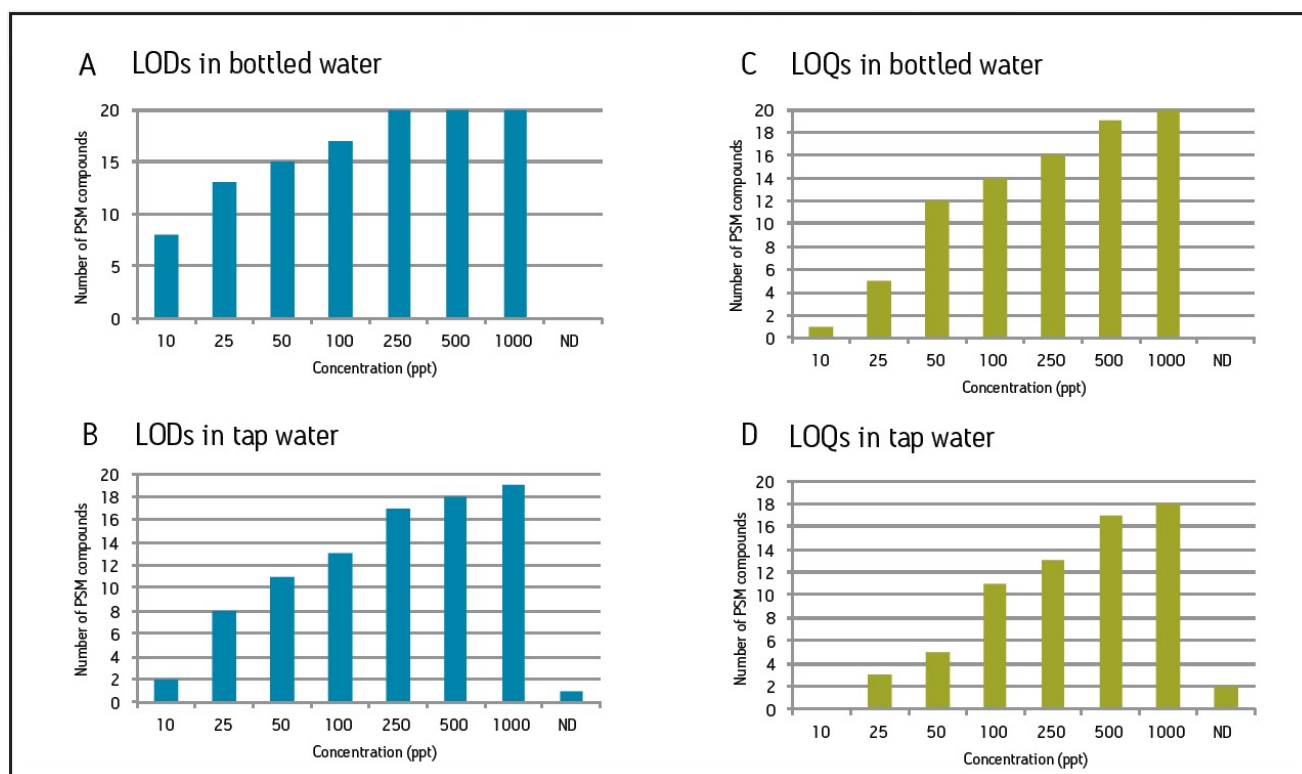 A LODs in bottled water
Number of PSM compounds
20
15
10
5
0
10 25 50 100 250 500 1000 ND
Concentration (ppt)
C LOQs in bottled water
Number of PSM compounds
20
18
16
14
12
10
8
6
4
2
0
10 25 50 100 250 500 1000 ND
Concentration (ppt)
B LODs in tap water
Number of PSM compounds
20
18
16
14
12
10
8
6
4
2
0
10 25 50 100 250 500 1000 ND
Concentration (ppt)
D LOQs in tap water
Number of PSM compounds
20
18
16
14
12
10
8
6
4
2
0
10 25 50 100 250 500 1000 ND
Concentration (ppt)